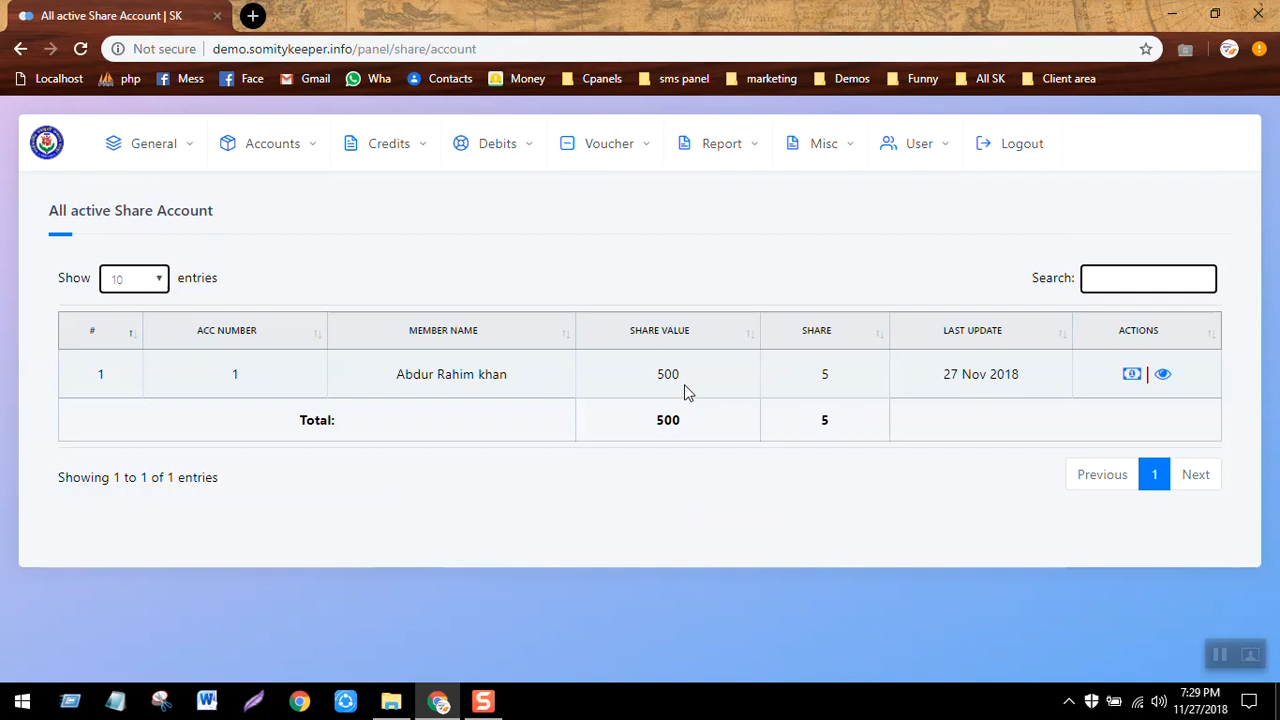 All active Share Account | SK
Not secure | demo.somitykeeper.info/panel/share/account
Localhost php Mess Face Gmail Wha Contacts Money Cpanels sms panel marketing Demos Funny All SK Client area
General Accounts Credits Debits Voucher Report Misc User Logout
All active Share Account
Show 10 entries Search:
# ACC NUMBER MEMBER NAME SHARE VALUE SHARE LAST UPDATE ACTIONS
1 1 Abdur Rahim khan 500 5 27 Nov 2018 |
Total: 500 5
Showing 1 to 1 of 1 entries Previous 1 Next
7:29 PM
11/27/2018